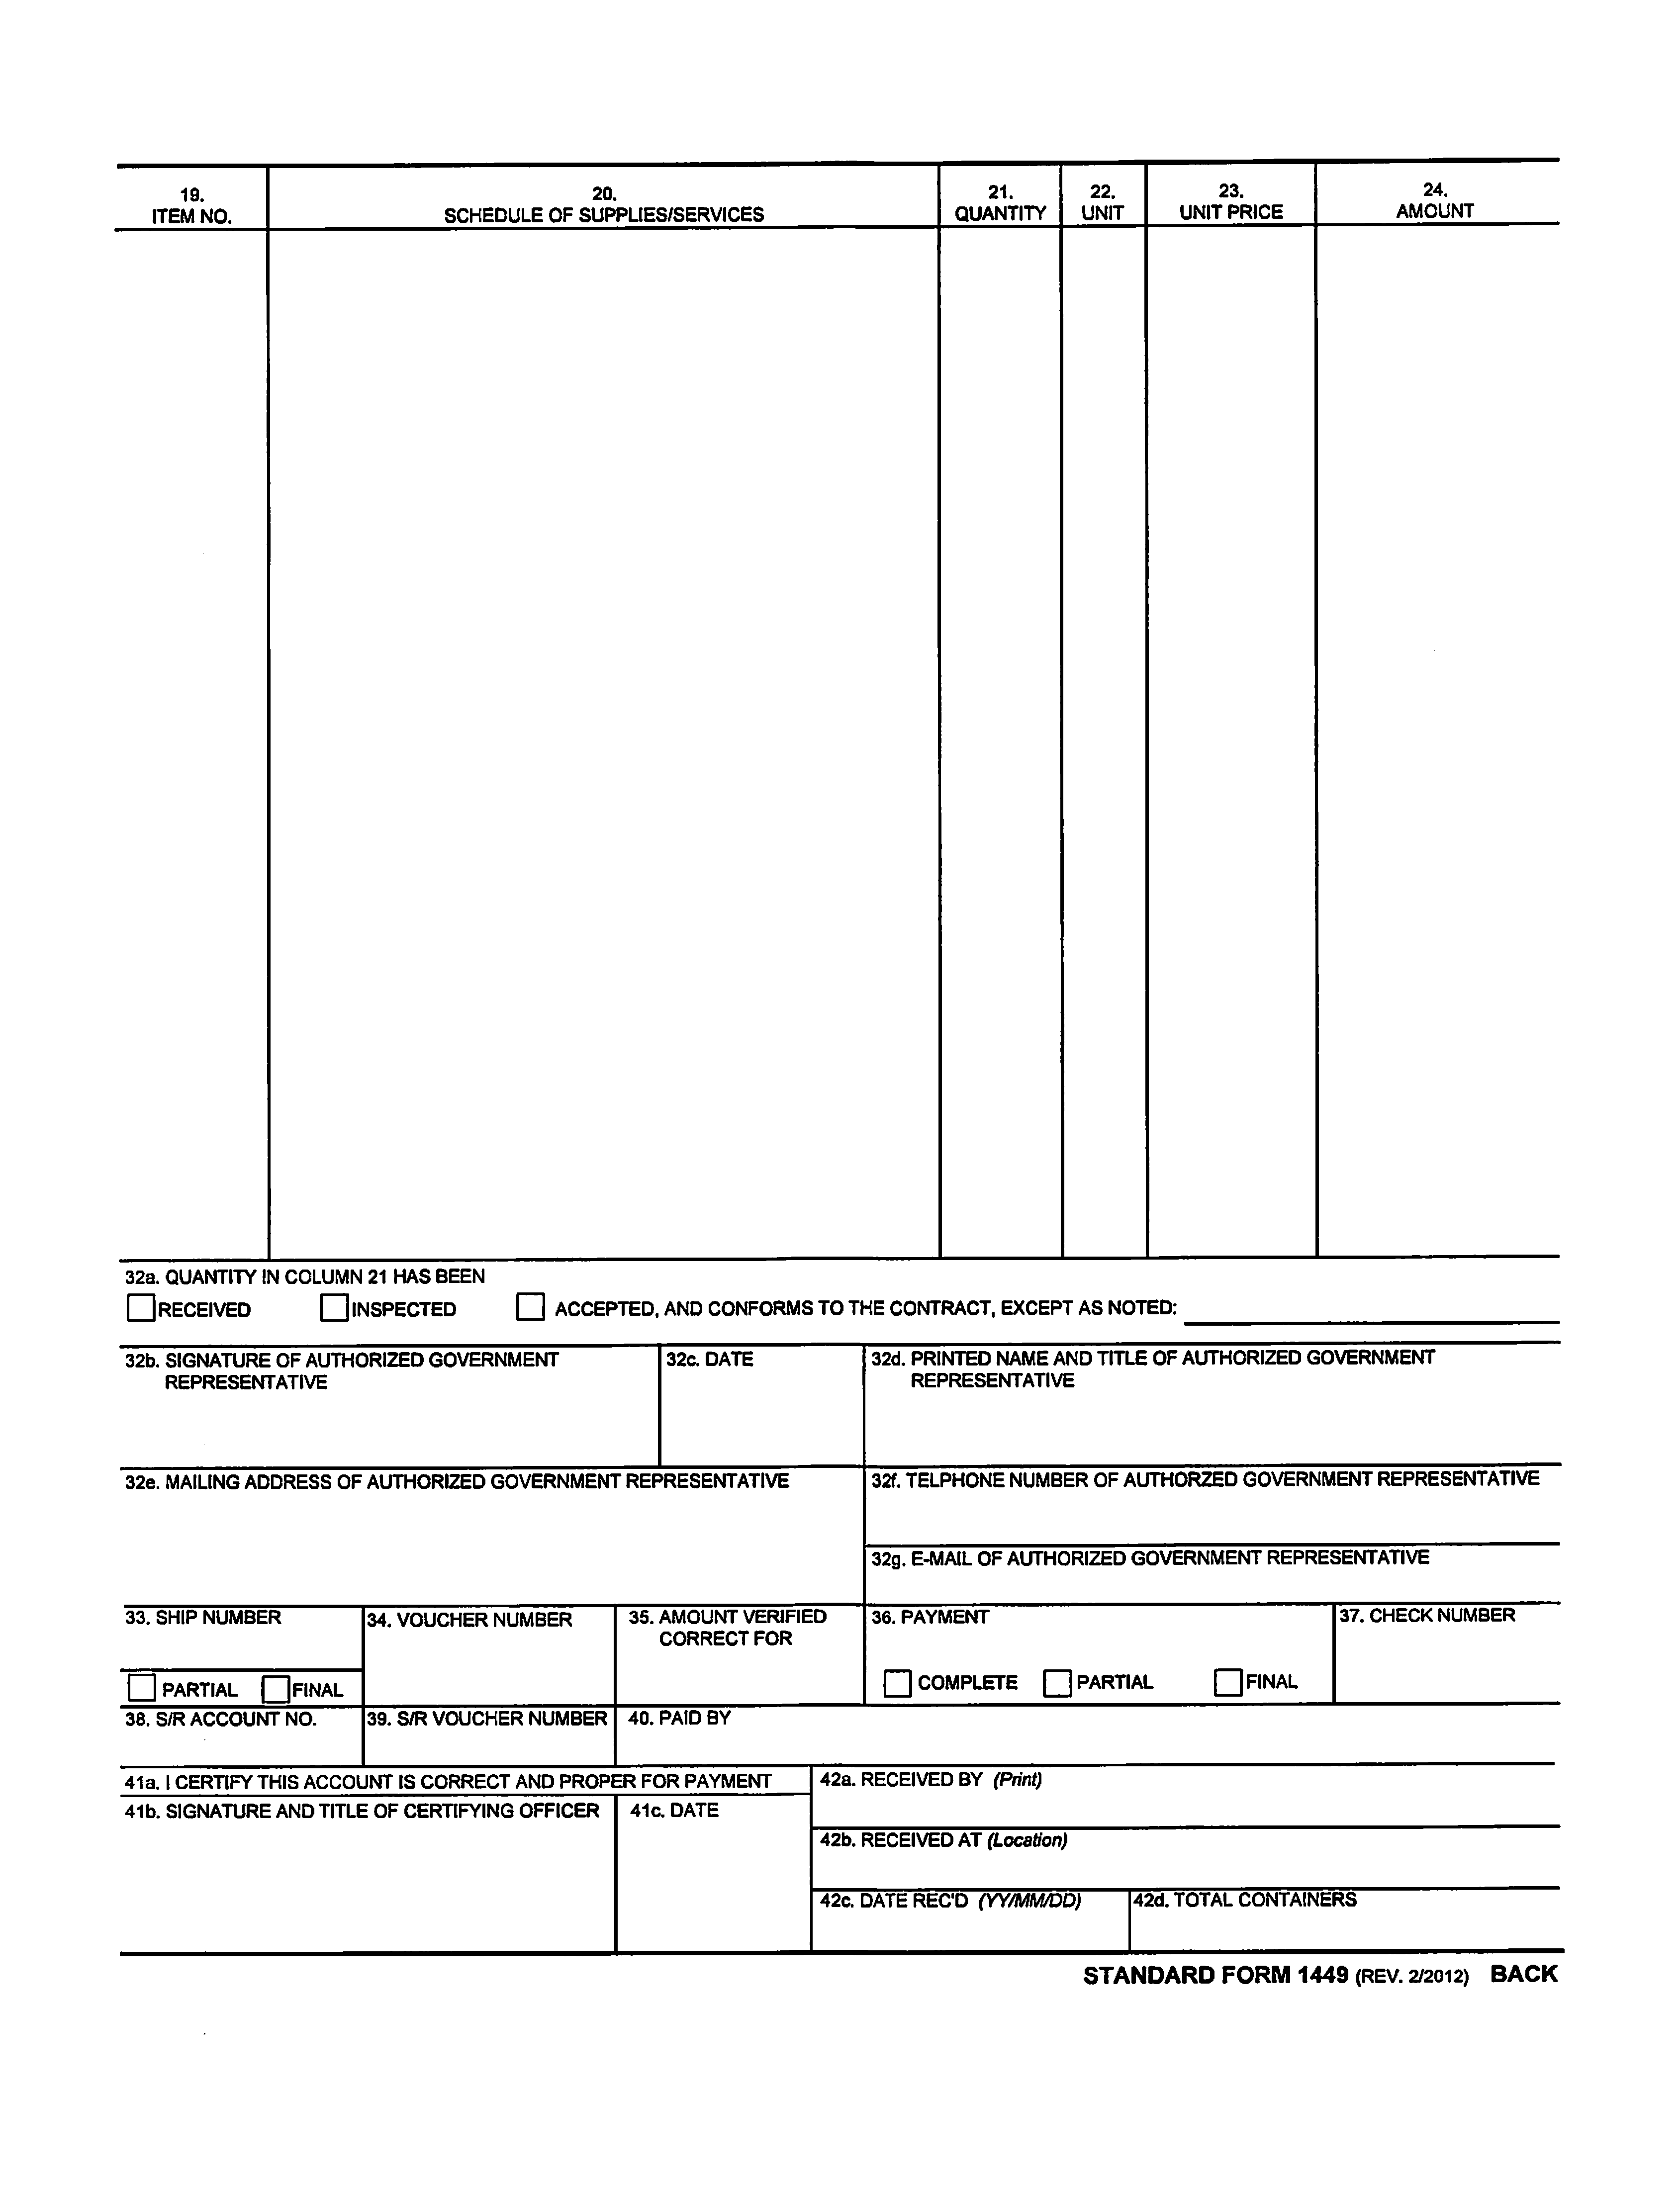 19.
ITEM NO.
20.
SCHEDULE OF SUPPLIES/SERVICES
21.
QUANTITY
22.
UNIT
23.
UNIT PRICE
24.
AMOUNT
32a. QUANTITY IN COLUMN 21 HAS BEEN
RECEIVED
INSPECTED
ACCEPTED, AND CONFORMS TO THE CONTRACT, EXCEPT AS NOTED:
32b. SIGNATURE OF AUTHORIZED GOVERNMENT
REPRESENTATIVE
32c. DATE
32d. PRINTED NAME AND TITLE OF AUTHORIZED GOVERNMENT
REPRESENTATIVE
32e. MAILING ADDRESS OF AUTHORIZED GOVERNMENT REPRESENTATIVE
32f. TELPHONE NUMBER OF AUTHORZED GOVERNMENT REPRESENTATIVE
32g. E-MAIL OF AUTHORIZED GOVERNMENT REPRESENTATIVE
33. SHIP NUMBER
PARTIAL
FINAL
34. VOUCHER NUMBER
35. AMOUNT VERIFIED
CORRECT FOR
36. PAYMENT
COMPLETE
PARTIAL
FINAL
37. CHECK NUMBER
38. S/R ACCOUNT NO.
39. S/R VOUCHER NUMBER
40. PAID BY
41a. I CERTIFY THIS ACCOUNT IS CORRECT AND PROPER FOR PAYMENT
41b. SIGNATURE AND TITLE OF CERTIFYING OFFICER
41c. DATE
42a. RECEIVED BY (Print)
42b. RECEIVED AT (Location)
42c. DATE REC'D (YY/MM/DD)
42d. TOTAL CONTAINERS
STANDARD FORM 1449 (REV. 2/2012) BACK